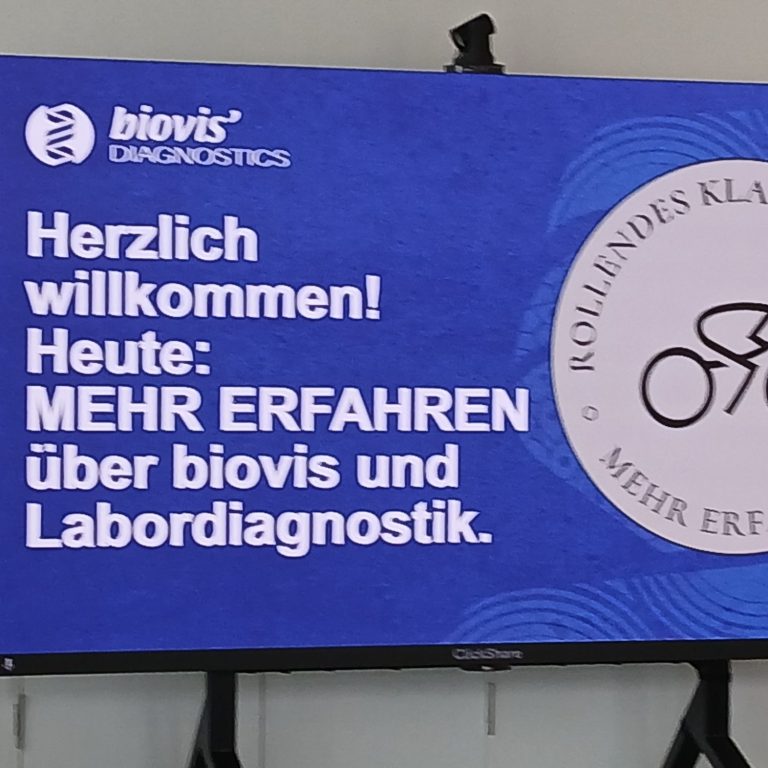 biovis'
DIAGNOSTICS
Herzlich
willkommen!
Heute:
MEHR ERFAHREN
über biovis und
Labordiagnostik.
ROLLENDES KLA
MEHR ERF
ClickShare